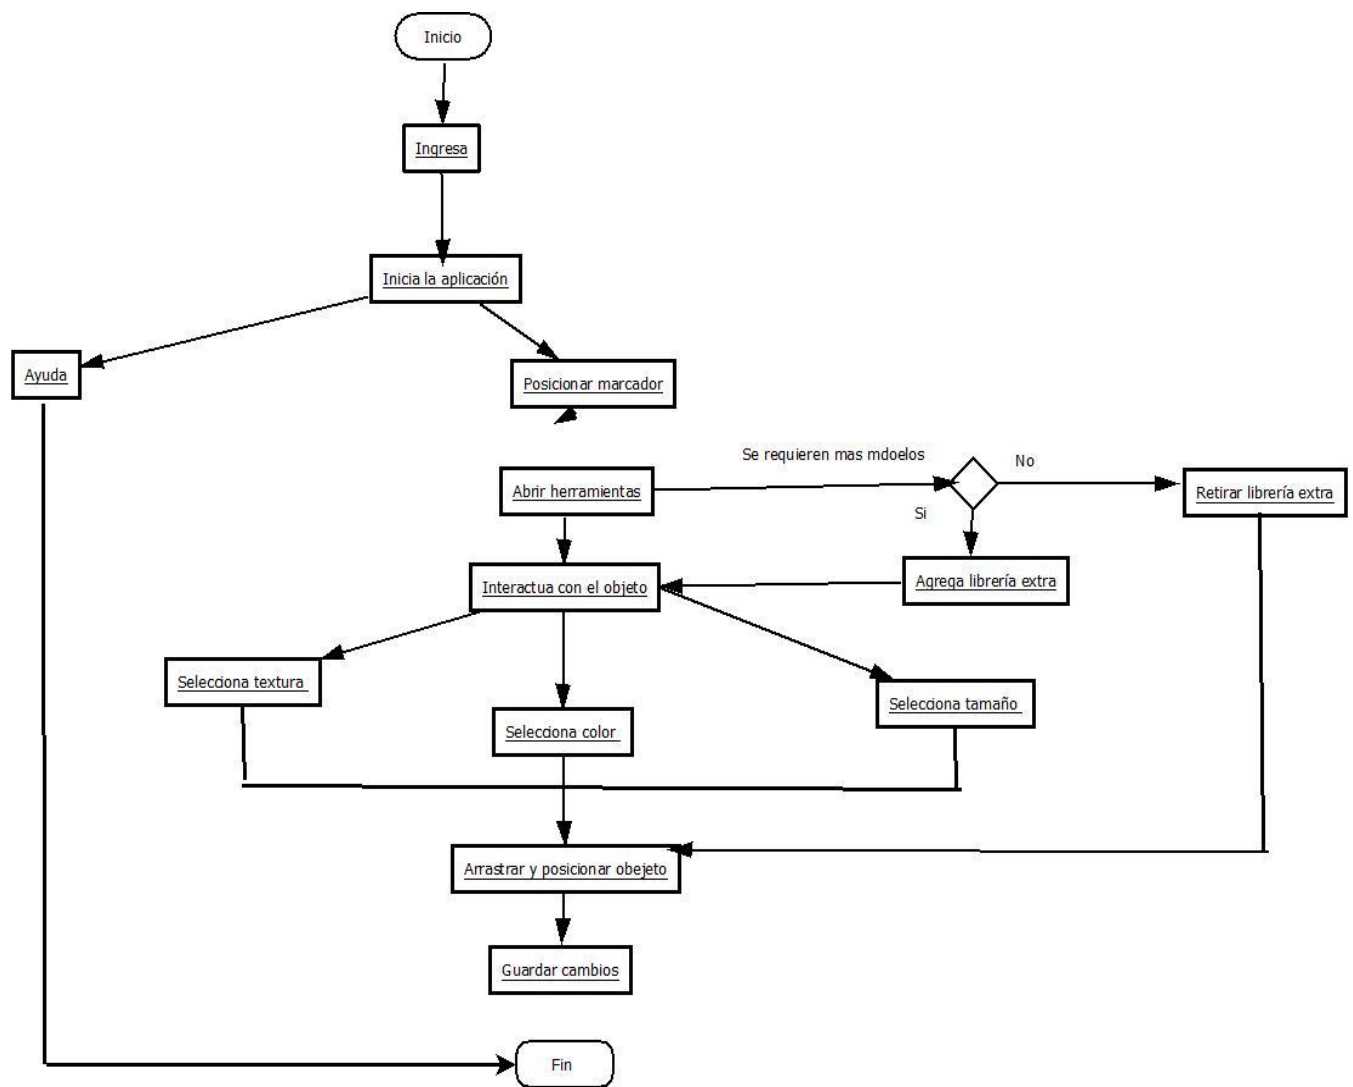 Inicio
Ingresa
Inicia la aplicación
Ayuda
Posicionar marcador
Se requieren mas mdoelos
No
Abrir herramientas
Retirar librería extra
Si
Interactua con el objeto
Agrega librería extra
Selecciona textura
Selecciona tamaño
Selecciona color
Arrastrar y posicionar obejeto
Guardar cambios
Fin